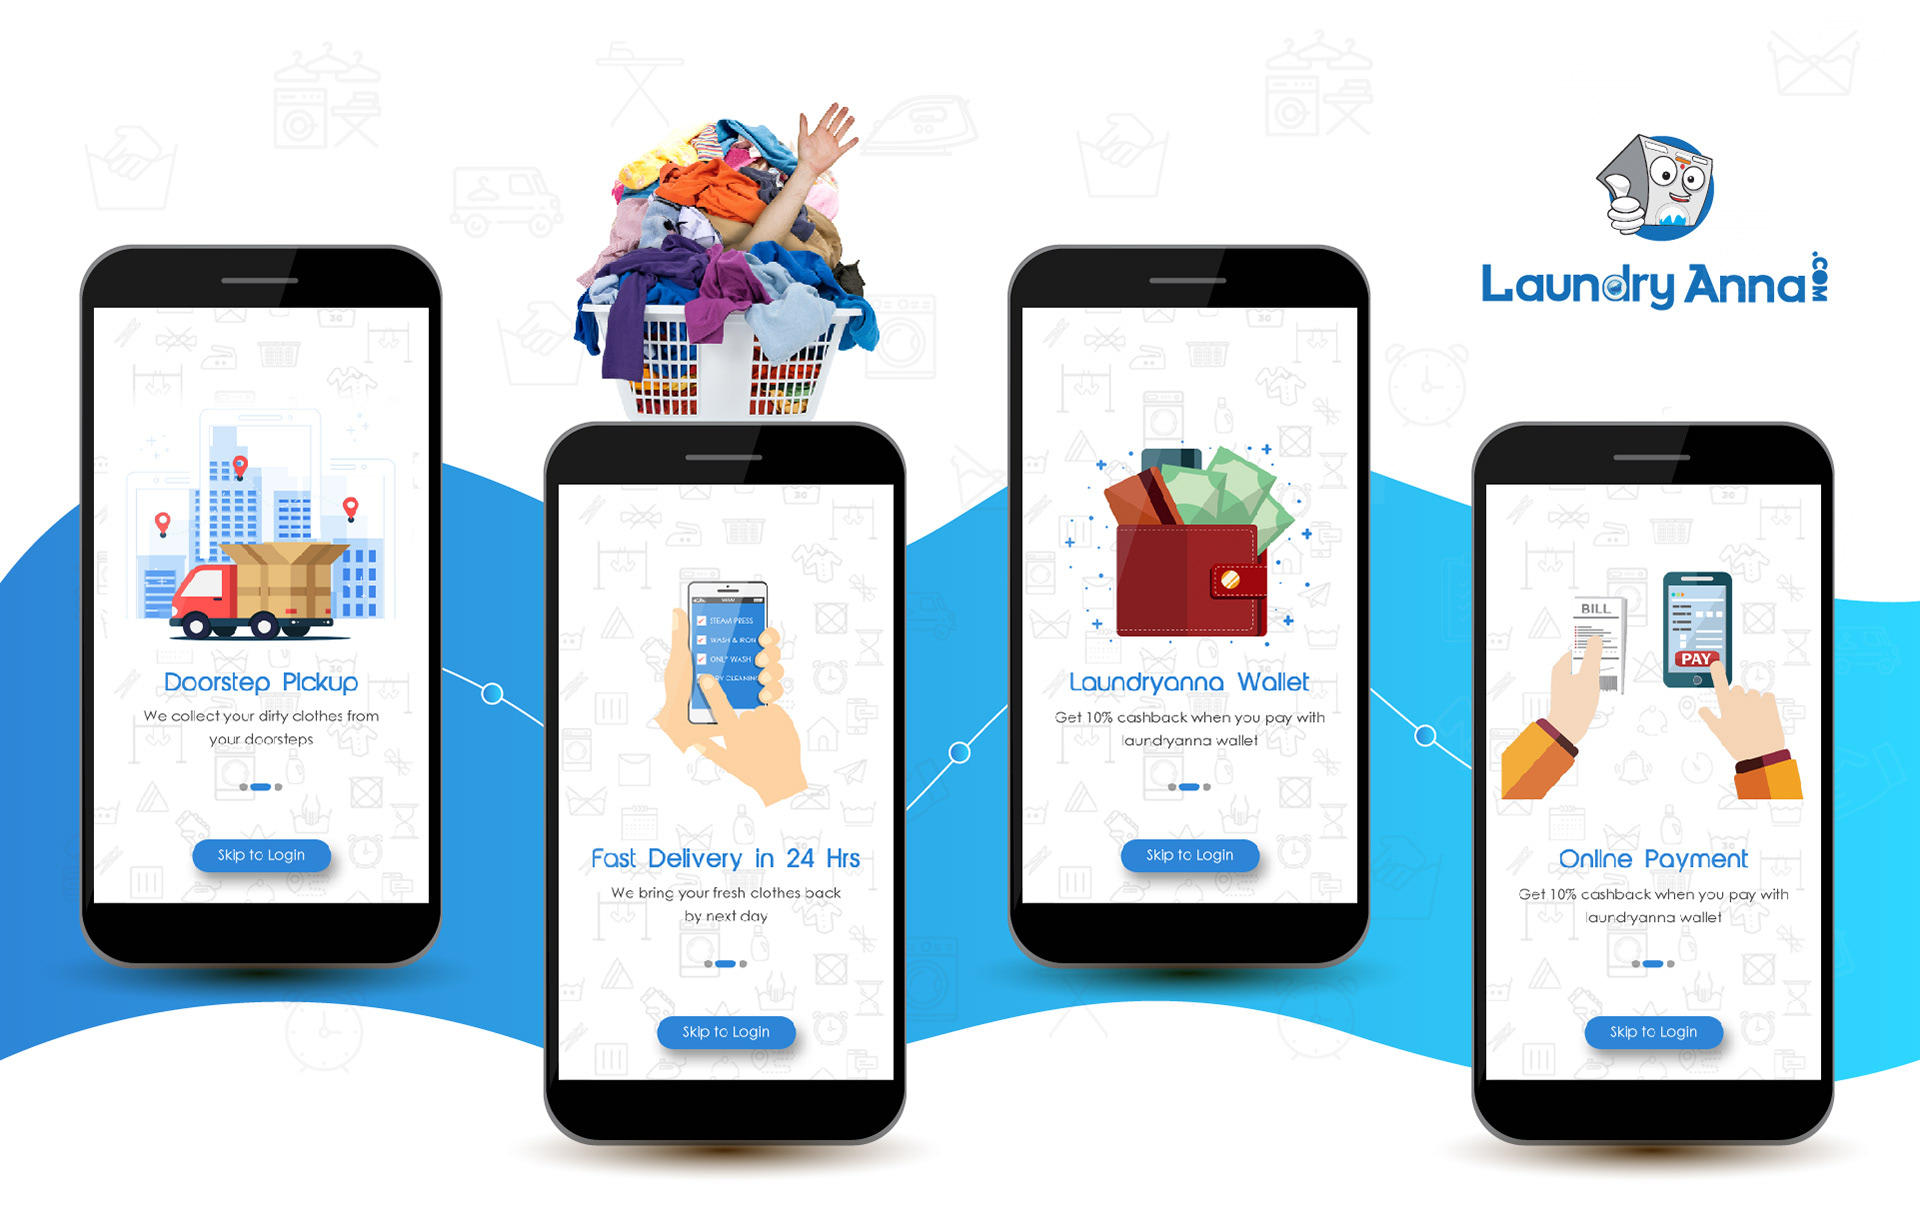 Laundry Anna.com
Doorstep Pickup
We collect your dirty clothes from
your doorsteps
Skip to Login
STEAM PRESS
WASH & IRON
ONLY WASH
RY CLEANING
Fast Delivery in 24 Hrs
We bring your fresh clothes back
by next day
Skip to Login
Laundryanna Wallet
Get 10% cashback when you pay with
laundryanna wallet
Skip to Login
BILL
PAY
Online Payment
Get 10% cashback when you pay with
laundryanna wallet
Skip to Login